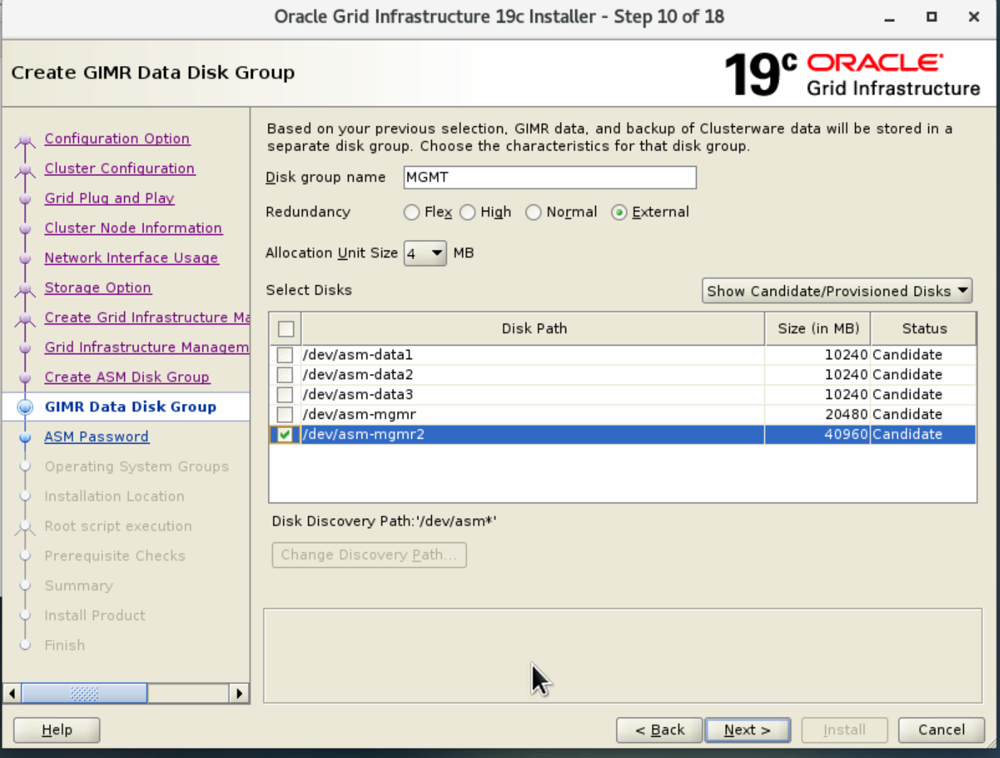 Oracle Grid Infrastructure 19c Installer - Step 10 of 18
Create GIMR Data Disk Group
19c ORACLE
Grid Infrastructure
Configuration Option
Cluster Configuration
Grid Plug and Play
Cluster Node Information
Network Interface Usage
Storage Option
Create Grid Infrastructure Ma
Grid Infrastructure Managem
Create ASM Disk Group
GIMR Data Disk Group
ASM Password
Operating System Groups
Installation Location
Root script execution
Prerequisite Checks
Summary
Install Product
Finish
Based on your previous selection, GIMR data, and backup of Clusterware data will be stored in a
separate disk group. Choose the characteristics for that disk group.
Disk group name MGMT
Redundancy Flex High Normal External
Allocation Unit Size 4 MB
Select Disks Show Candidate/Provisioned Disks
Disk Path Size (in MB) Status
/dev/asm-data1 10240 Candidate
/dev/asm-data2 10240 Candidate
/dev/asm-data3 10240 Candidate
/dev/asm-mgmr 20480 Candidate
/dev/asm-mgmr2 40960 Candidate
Disk Discovery Path:'/dev/asm*'
Change Discovery Path...
Help < Back Next > Install Cancel